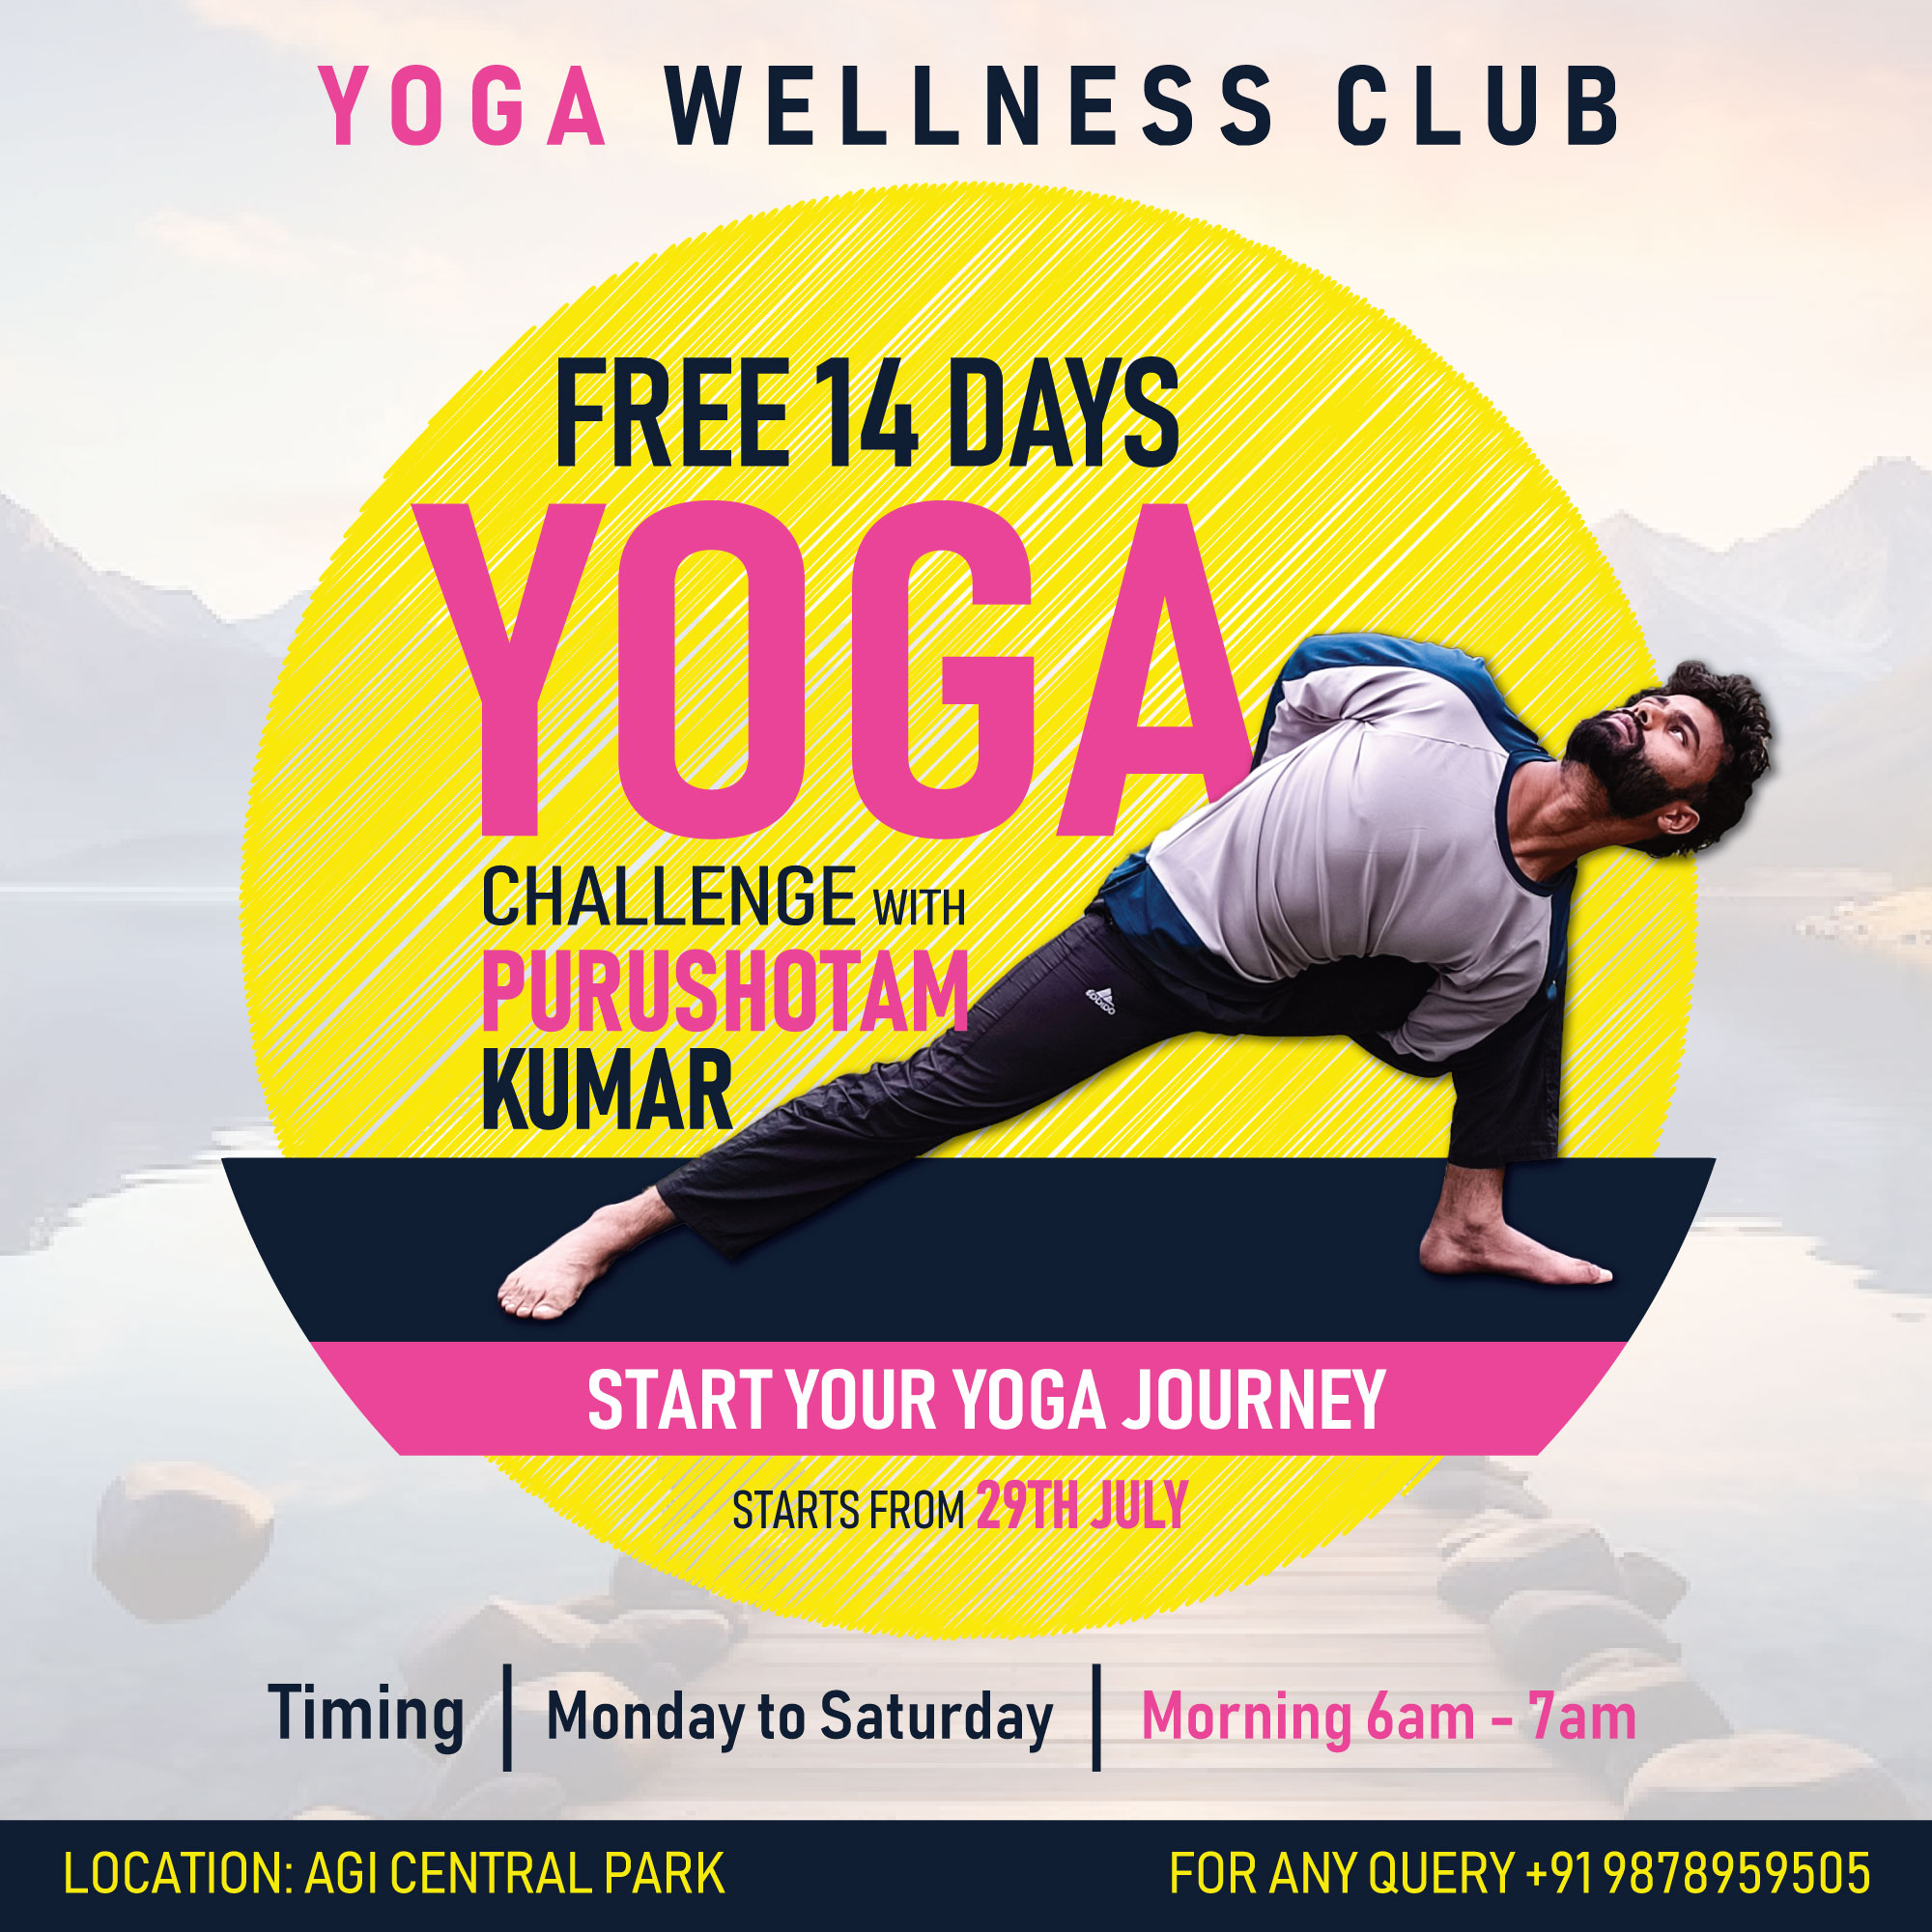 YOGA WELLNESS CLUB
FREE 14 DAYS
YOGA
CHALLENGE WITH
PURUSHOTAM
KUMAR
adidas
START YOUR YOGA JOURNEY
STARTS FROM 29TH JULY
Timing | Monday to Saturday | Morning 6am - 7am
LOCATION: AGI CENTRAL PARK
FOR ANY QUERY +91 9878959505